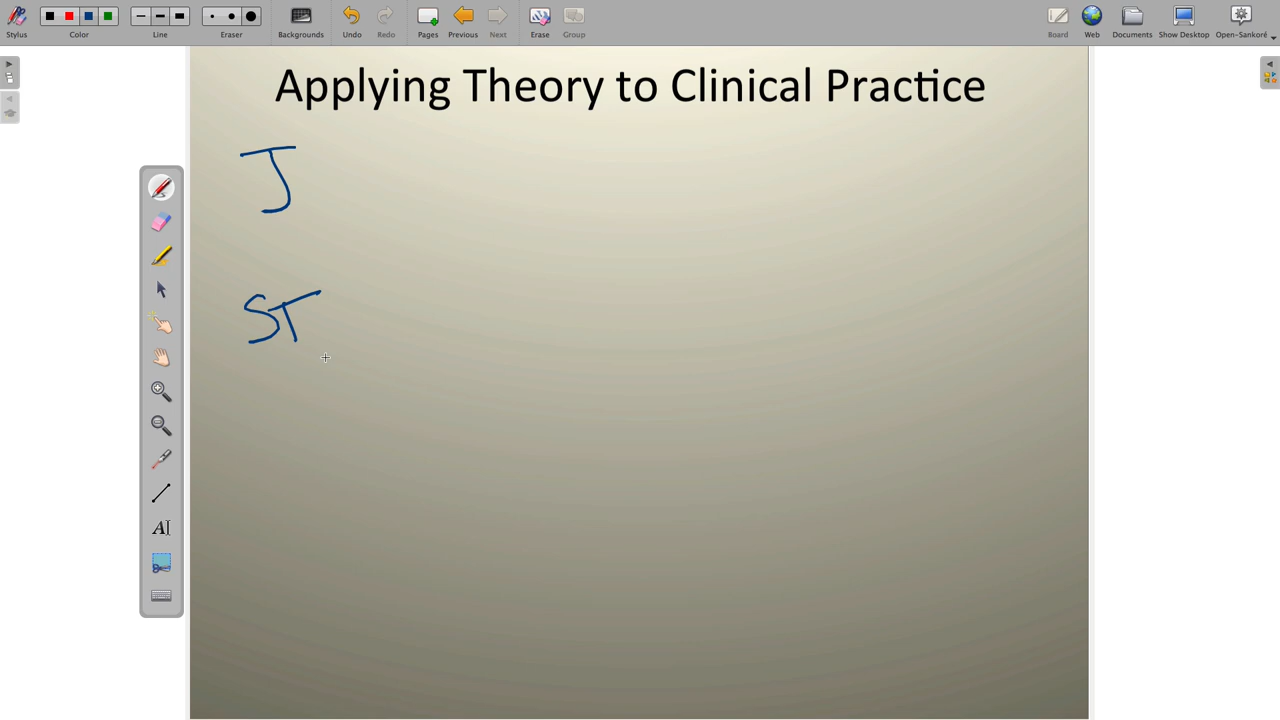 Stylus Color Line Eraser Backgrounds Undo Redo Pages Previous Next Erase Group Board Web Documents Show Desktop Open-Sankoré
Applying Theory to Clinical Practice
J
ST
AI